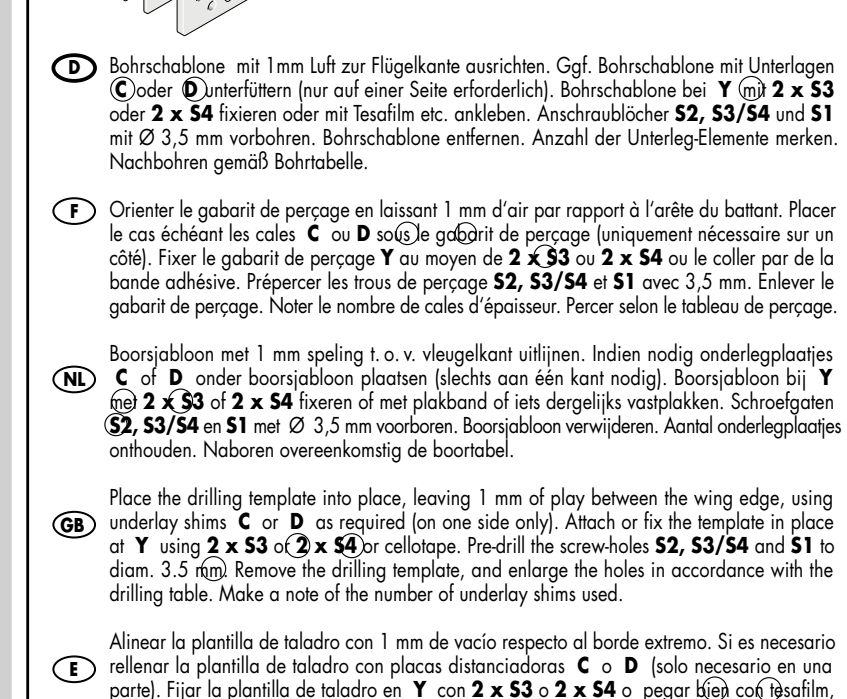 D Bohrschablone mit 1mm Luft zur Flügelkante ausrichten. Ggf. Bohrschablone mit Unterlagen
C oder D unterfüttern (nur auf einer Seite erforderlich). Bohrschablone bei Y mit 2 x S3
oder 2 x S4 fixieren oder mit Tesafilm etc. ankleben. Anschraublöcher S2, S3/S4 und S1
mit Ø 3,5 mm vorbohren. Bohrschablone entfernen. Anzahl der Unterleg-Elemente merken.
Nachbohren gemäß Bohrtabelle.
F Orienter le gabarit de perçage en laissant 1 mm d'air par rapport à l'arête du battant. Placer
le cas échéant les cales C ou D sous le gabarit de perçage (uniquement nécessaire sur un
côté). Fixer le gabarit de perçage Y au moyen de 2 x S3 ou 2 x S4 ou le coller par de la
bande adhésive. Prépercer les trous de perçage S2, S3/S4 et S1 avec 3,5 mm. Enlever le
gabarit de perçage. Noter le nombre de cales d'épaisseur. Percer selon le tableau de perçage.
Boorsjabloon met 1 mm speling t. o. v. vleugelkant uitlijnen. Indien nodig onderlegplaatjes
NL C of D onder boorsjabloon plaatsen (slechts aan één kant nodig). Boorsjabloon bij Y
met 2 x S3 of 2 x S4 fixeren of met plakband of iets dergelijks vastplakken. Schroefgaten
S2, S3/S4 en S1 met Ø 3,5 mm voorboren. Boorsjabloon verwijderen. Aantal onderlegplaatjes
onthouden. Naboren overeenkomstig de boortabel.
Place the drilling template into place, leaving 1 mm of play between the wing edge, using
GB underlay shims C or D as required (on one side only). Attach or fix the template in place
at Y using 2 x S3 or 2 x S4 or cellotape. Pre-drill the screw-holes S2, S3/S4 and S1 to
diam. 3.5 mm. Remove the drilling template, and enlarge the holes in accordance with the
drilling table. Make a note of the number of underlay shims used.
Alinear la plantilla de taladro con 1 mm de vacío respecto al borde extremo. Si es necesario
E rellenar la plantilla de taladro con placas distanciadoras C o D (solo necesario en una
parte). Fijar la plantilla de taladro en Y con 2 x S3 o 2 x S4 o pegar bien con tesafilm,